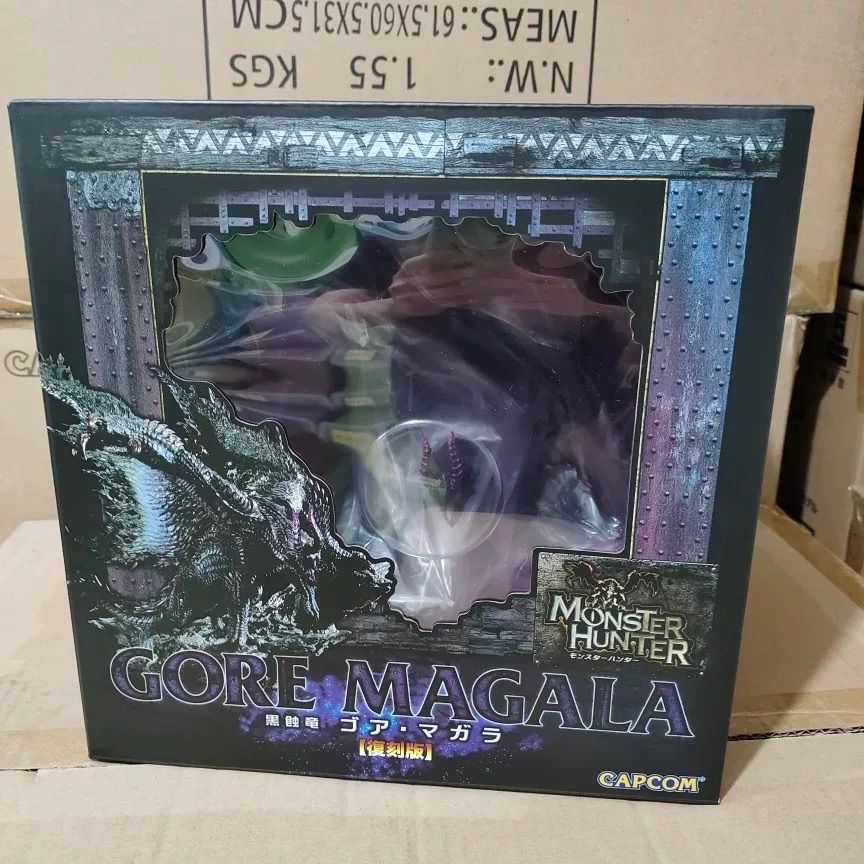 N.W.: 1.55 KGS
MEAS.:61.5X60.5X31.5CM
MONSTER
HUNTER
モンスターハンター
GORE MAGALA
黒蝕竜 ゴア・マガラ
【復刻版】
CAPCOM